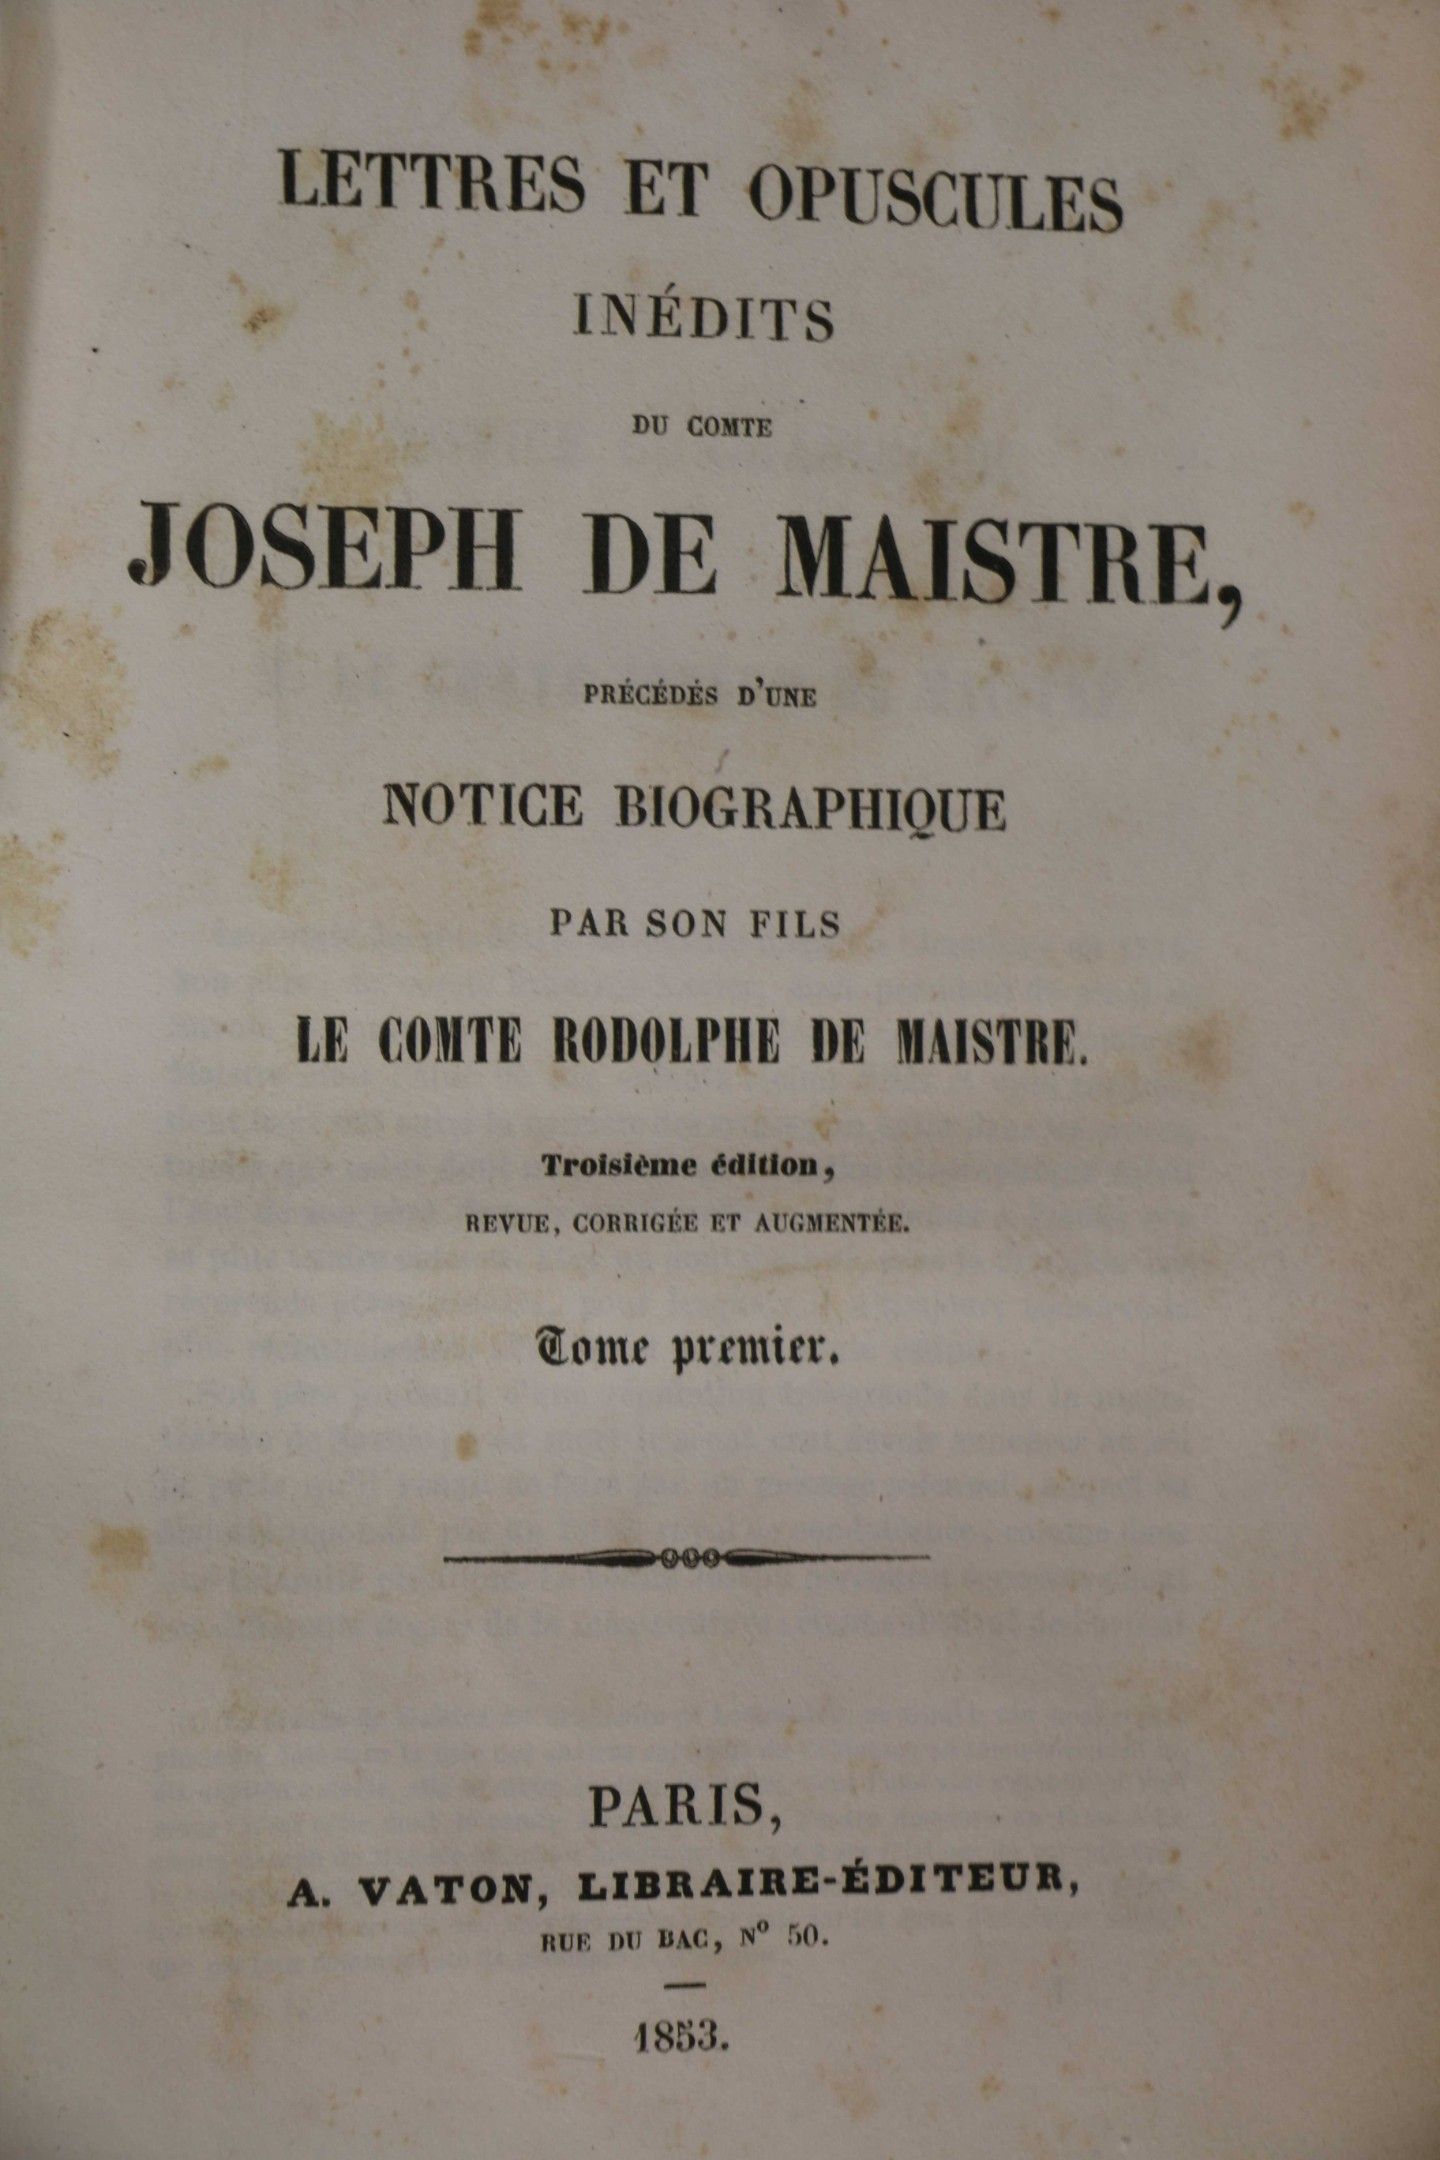 LETTRES ET OPUSCULES
INÉDITS
DU COMTE
JOSEPH DE MAISTRE,
PRÉCÉDÉS D'UNE
NOTICE BIOGRAPHIQUE
PAR SON FILS
LE COMTE RODOLPHE DE MAISTRE.
Troisième édition,
REVUE, CORRIGÉE ET AUGMENTÉE.
Tome premier.
PARIS,
A. VATON, LIBRAIRE-ÉDITEUR,
RUE DU BAC, Nº 50.
1853.